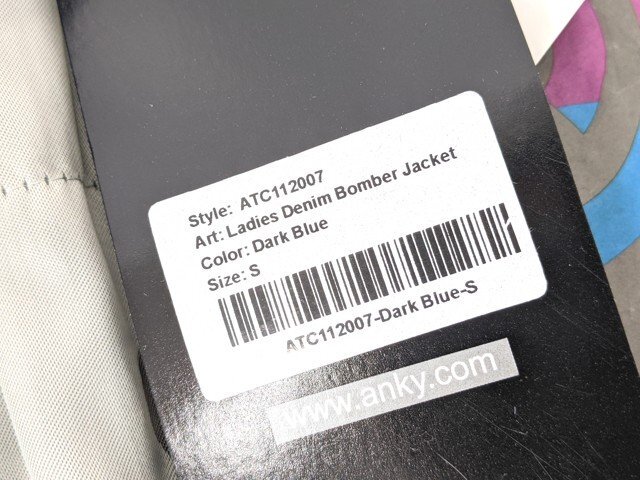 Style: ATC112007
Art: Ladies Denim Bomber Jacket
Color: Dark Blue
Size: S
ATC112007-Dark Blue-S
www.anky.com